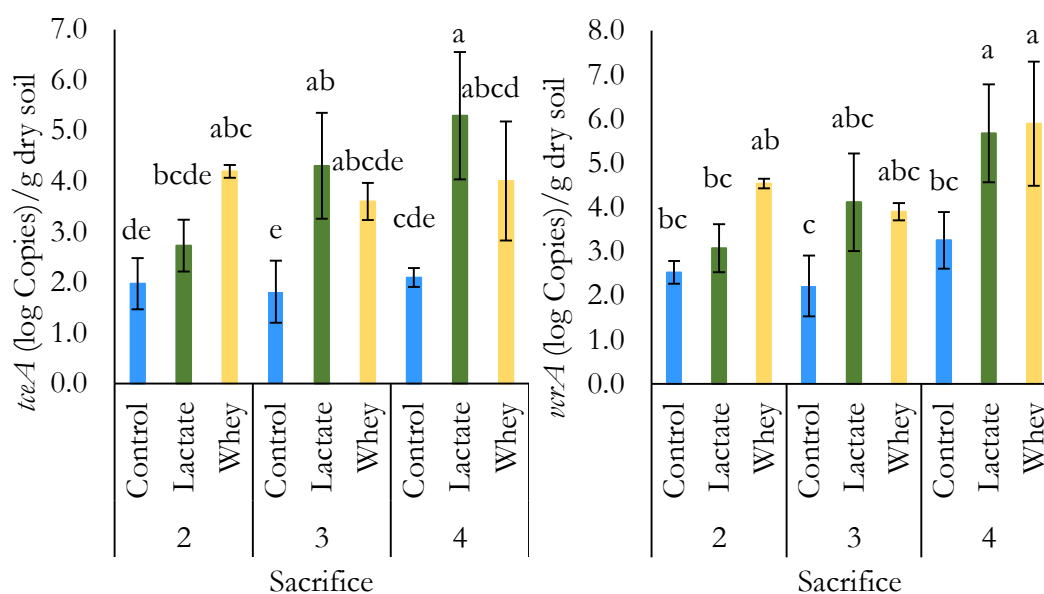 tceA (log Copies)/g dry soil
7.0
6.0
5.0
4.0
3.0
2.0
1.0
0.0
de
bcde
abc
e
ab
abcde
cde
a
abcd
Control
Lactate
Whey
Control
Lactate
Whey
Control
Lactate
Whey
2
3
4
Sacrifice
vcrA (log Copies)/g dry soil
8.0
7.0
6.0
5.0
4.0
3.0
2.0
1.0
0.0
bc
bc
ab
c
abc
abc
bc
a
a
Control
Lactate
Whey
Control
Lactate
Whey
Control
Lactate
Whey
2
3
4
Sacrifice